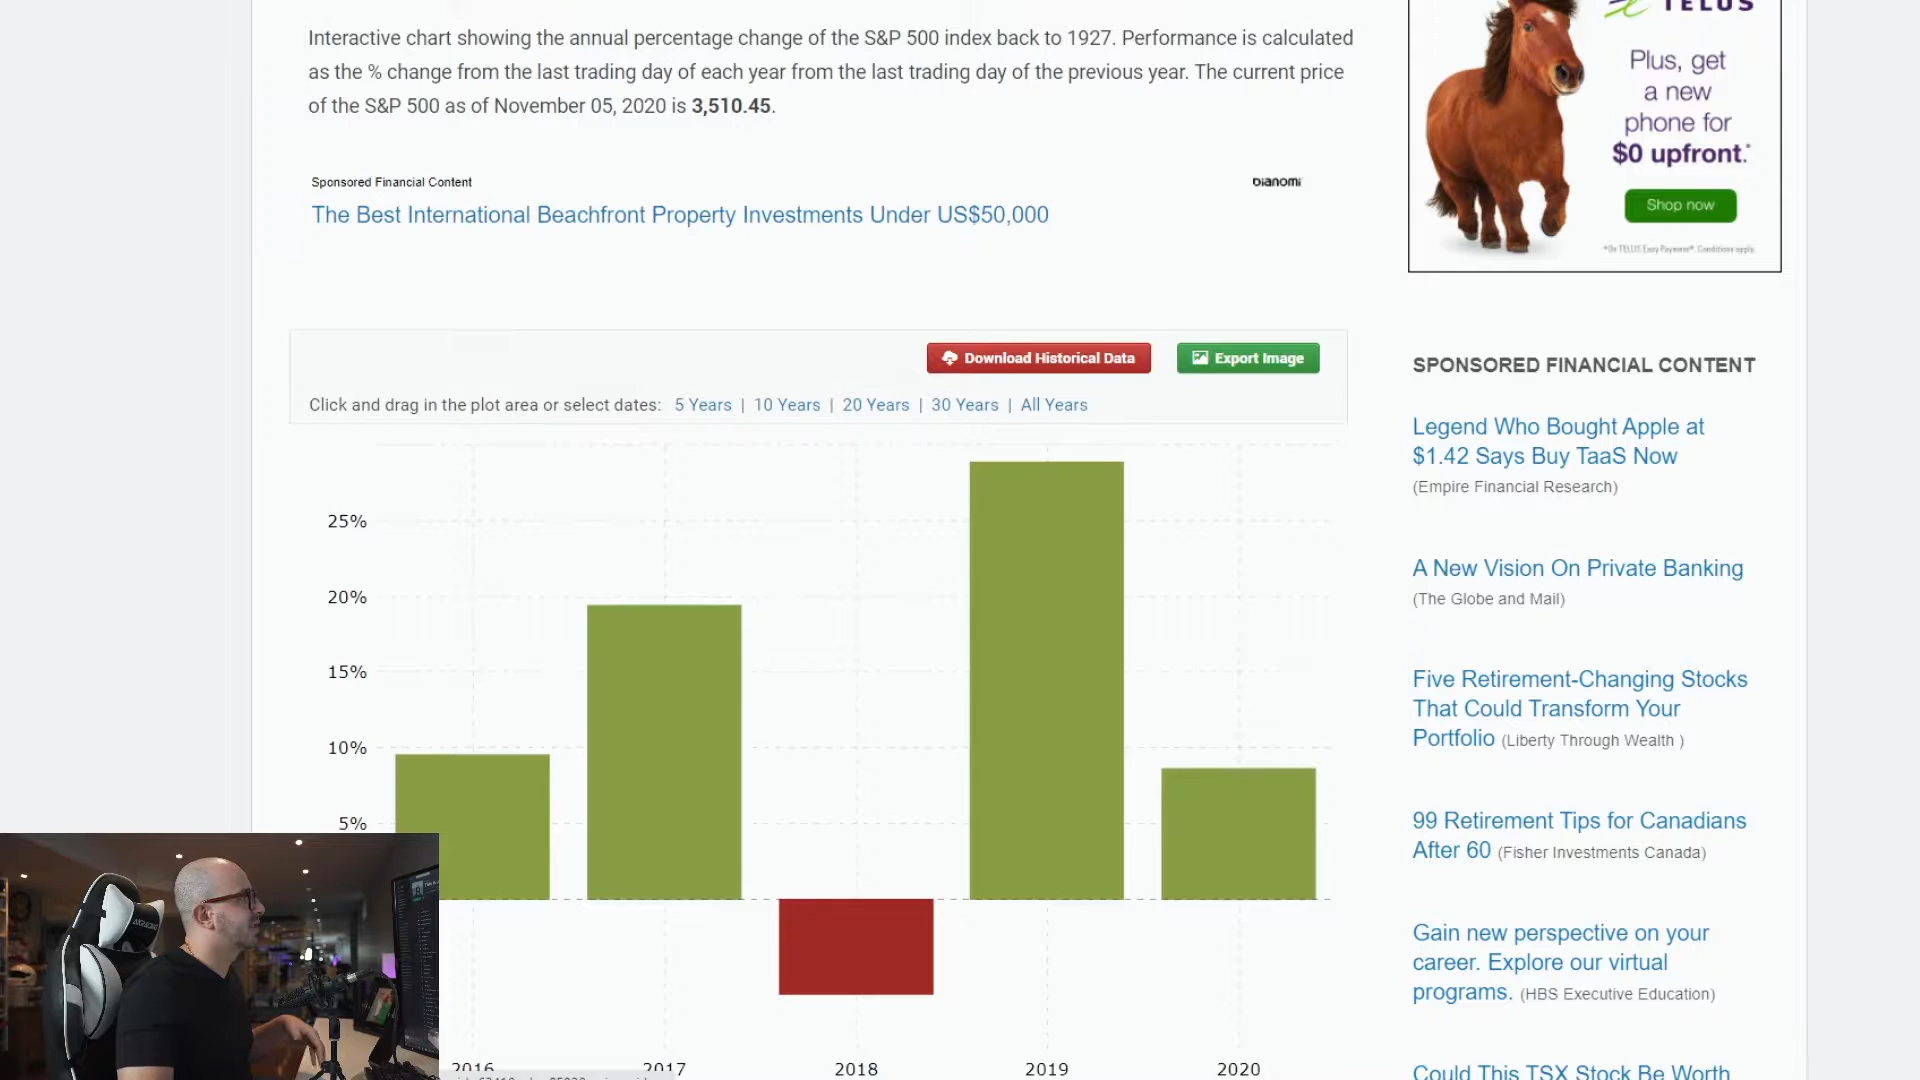 Interactive chart showing the annual percentage change of the S&P 500 index back to 1927. Performance is calculated
as the % change from the last trading day of each year from the last trading day of the previous year. The current price
of the S&P 500 as of November 05, 2020 is 3,510.45.
Sponsored Financial Content
Dianomi
The Best International Beachfront Property Investments Under US$50,000
TELUS
Plus, get
a new
phone for
$0 upfront.*
Shop now
*On TELUS Easy Payment®. Conditions apply.
Download Historical Data
Export Image
Click and drag in the plot area or select dates: 5 Years | 10 Years | 20 Years | 30 Years | All Years
25%
20%
15%
10%
5%
2016
2017
2018
2019
2020
SPONSORED FINANCIAL CONTENT
Legend Who Bought Apple at
$1.42 Says Buy TaaS Now
(Empire Financial Research)
A New Vision On Private Banking
(The Globe and Mail)
Five Retirement-Changing Stocks
That Could Transform Your
Portfolio (Liberty Through Wealth )
99 Retirement Tips for Canadians
After 60 (Fisher Investments Canada)
Gain new perspective on your
career. Explore our virtual
programs. (HBS Executive Education)
Could This TSX Stock Be Worth
AKRACING